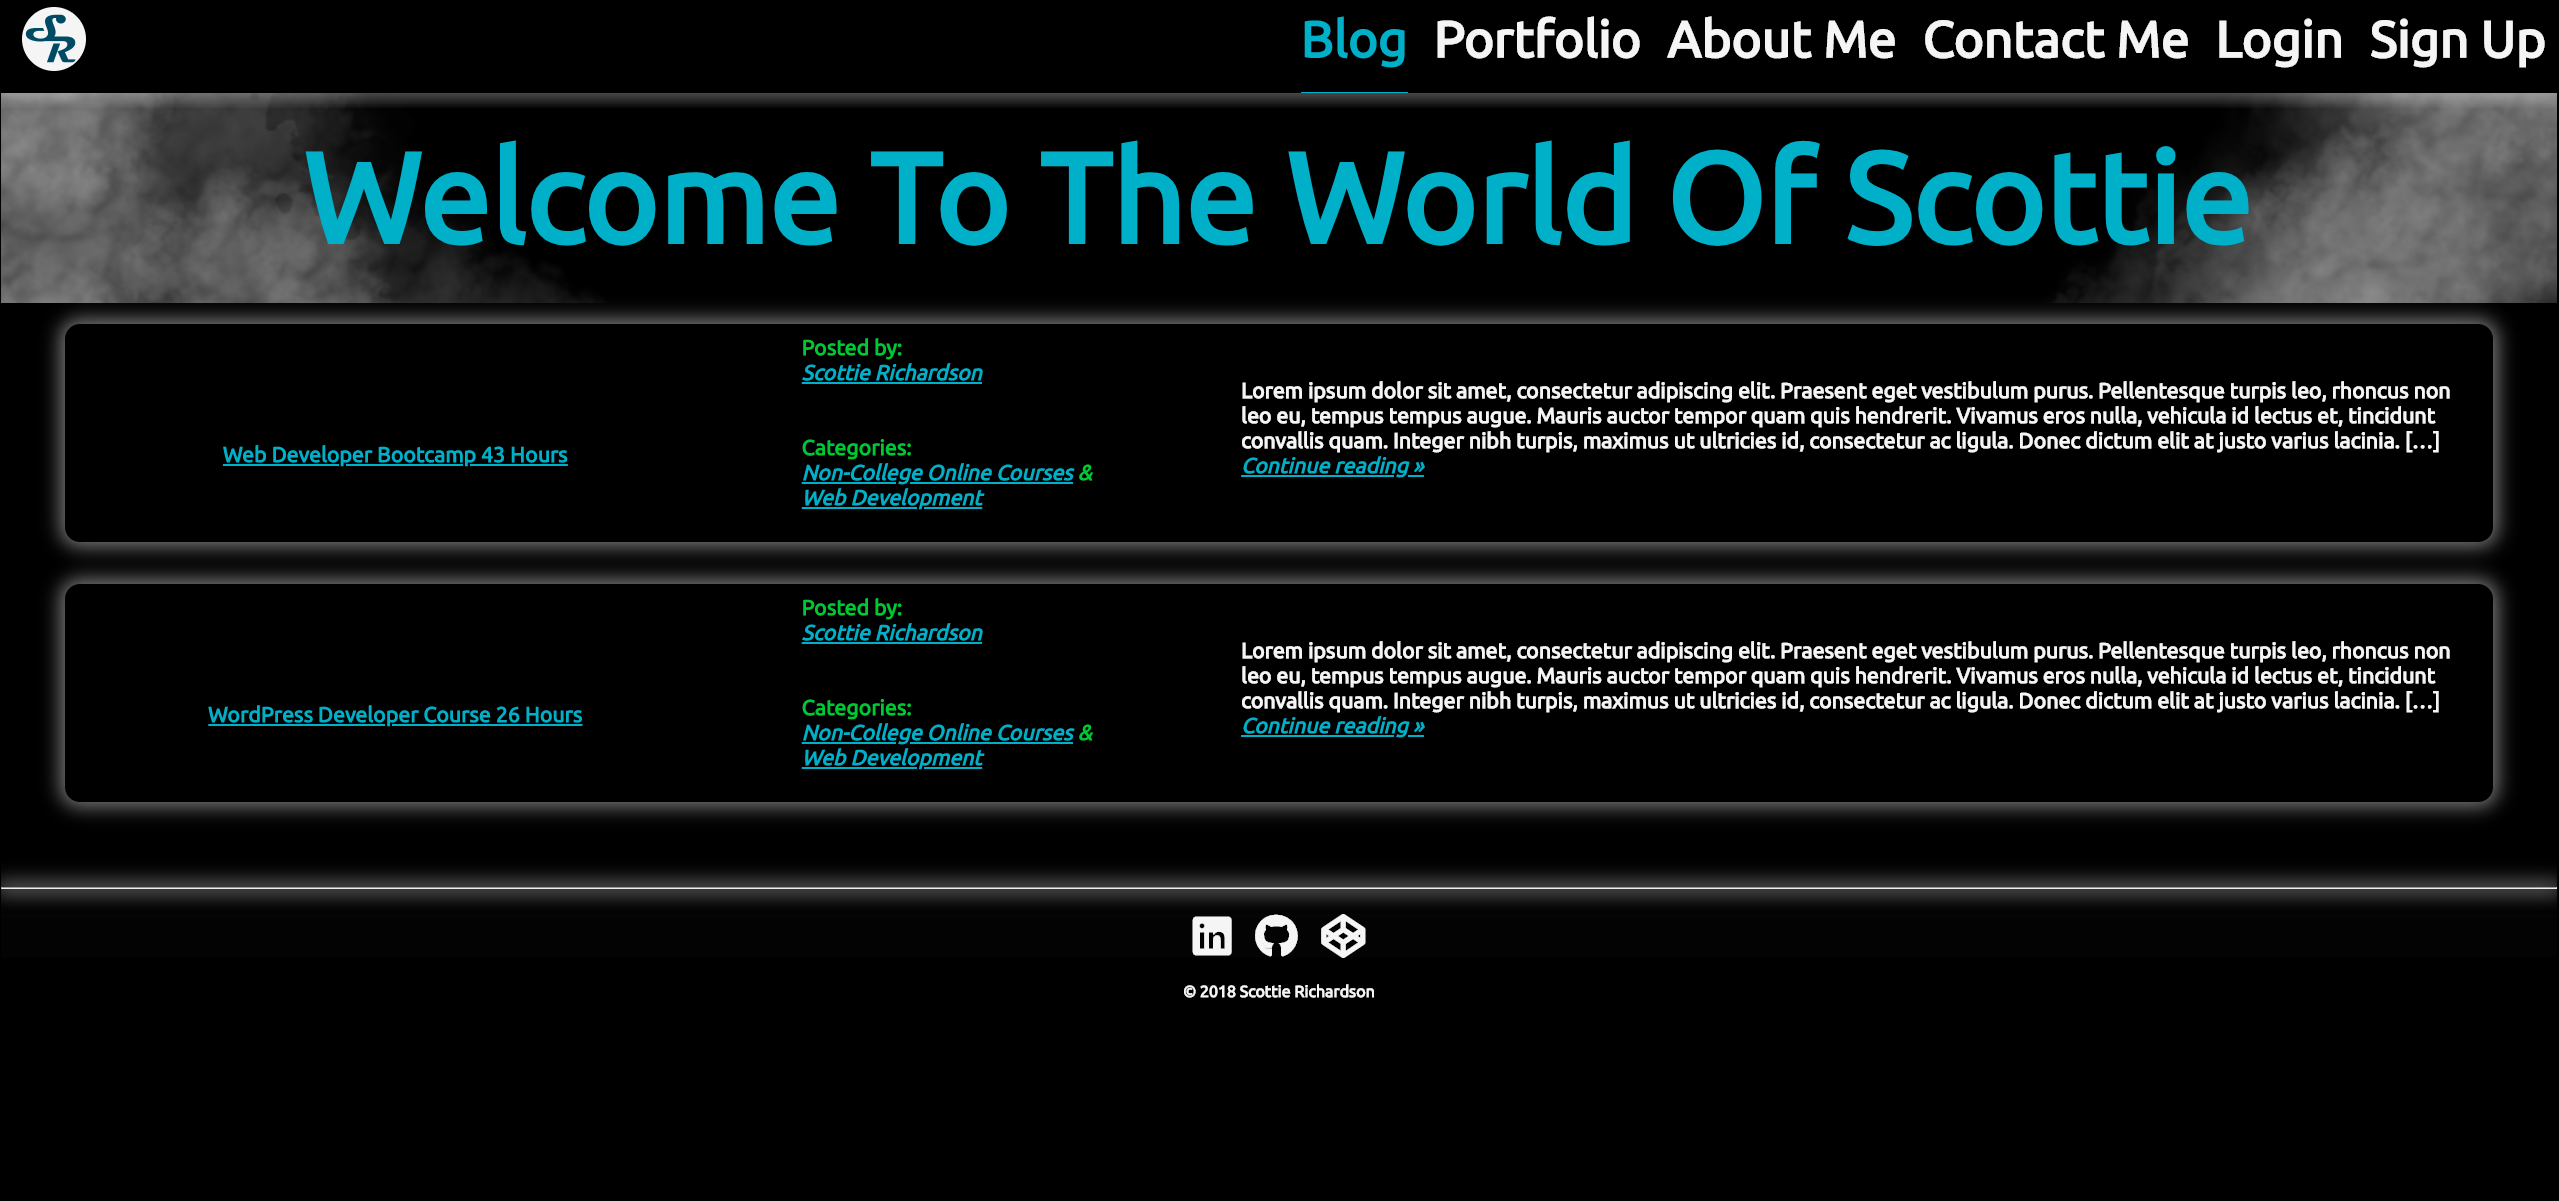 SR
Blog Portfolio About Me Contact Me Login Sign Up
Welcome To The World Of Scottie
Web Developer Bootcamp 43 Hours
Posted by:
Scottie Richardson
Categories:
Non-College Online Courses &
Web Development
Lorem ipsum dolor sit amet, consectetur adipiscing elit. Praesent eget vestibulum purus. Pellentesque turpis leo, rhoncus non
leo eu, tempus tempus augue. Mauris auctor tempor quam quis hendrerit. Vivamus eros nulla, vehicula id lectus et, tincidunt
convallis quam. Integer nibh turpis, maximus ut ultricies id, consectetur ac ligula. Donec dictum elit at justo varius lacinia. […]
Continue reading »
WordPress Developer Course 26 Hours
Posted by:
Scottie Richardson
Categories:
Non-College Online Courses &
Web Development
Lorem ipsum dolor sit amet, consectetur adipiscing elit. Praesent eget vestibulum purus. Pellentesque turpis leo, rhoncus non
leo eu, tempus tempus augue. Mauris auctor tempor quam quis hendrerit. Vivamus eros nulla, vehicula id lectus et, tincidunt
convallis quam. Integer nibh turpis, maximus ut ultricies id, consectetur ac ligula. Donec dictum elit at justo varius lacinia. […]
Continue reading »
in
© 2018 Scottie Richardson